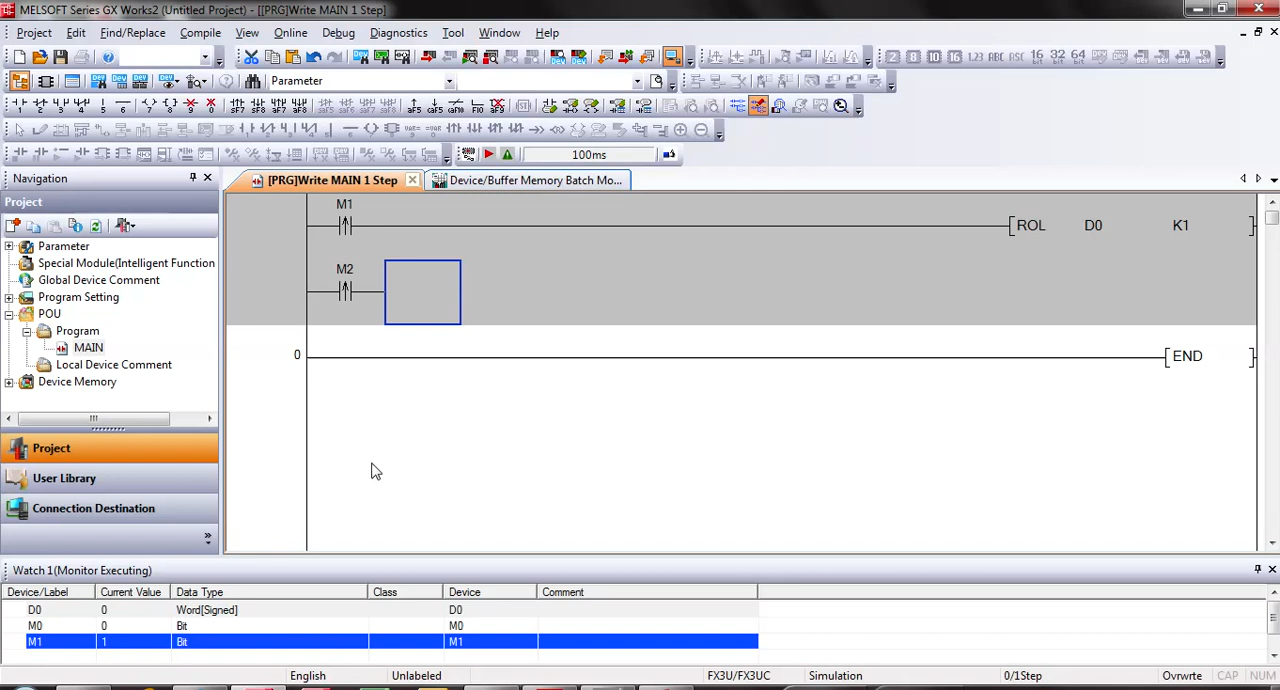 MELSOFT Series GX Works2 (Untitled Project) - [[PRG]Write MAIN 1 Step]
Project Edit Find/Replace Compile View Online Debug Diagnostics Tool Window Help
Parameter
100ms
Navigation
[PRG]Write MAIN 1 Step
Device/Buffer Memory Batch Mo...
Project
Parameter
Special Module(Intelligent Function
Global Device Comment
Program Setting
POU
Program
MAIN
Local Device Comment
Device Memory
Project
User Library
Connection Destination
M1
ROL D0 K1
M2
0
END
Watch 1(Monitor Executing)
Device/Label Current Value Data Type Class Device Comment
D0 0 Word[Signed] D0
M0 0 Bit M0
M1 1 Bit M1
English Unlabeled FX3U/FX3UC Simulation 0/1Step Ovrwrte CAP NUM